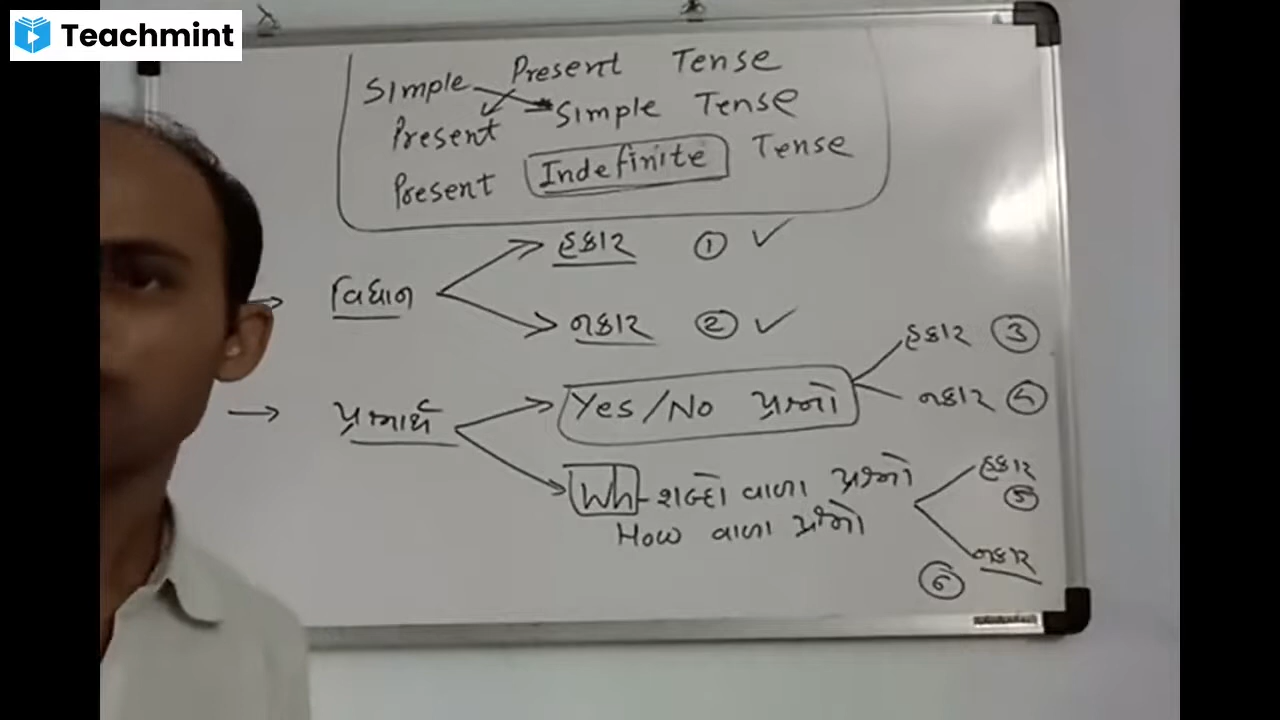 Teachmint
Simple Present Tense
Present Simple Tense
Present Indefinite Tense
→ વિધાન
હકાર ① ✓
નકાર ② ✓
→ પ્રશ્નાર્થ
Yes/No પ્રશ્નો
હકાર ③
નકાર ૪
Wh-શબ્દો વાળા પ્રશ્નો
How વાળા પ્રશ્નો
હકાર
⑤
નકાર
⑥